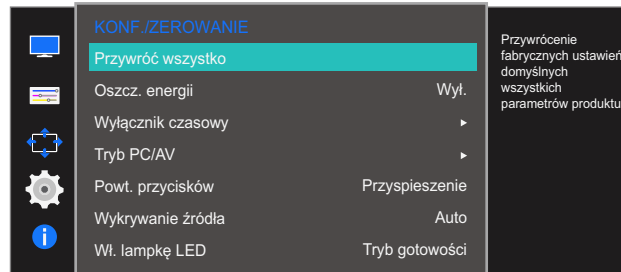 KONF./ZEROWANIE
Przywróć wszystko
Oszcz. energii Wył.
Wyłącznik czasowy
Tryb PC/AV
Powt. przycisków Przyspieszenie
Wykrywanie źródła Auto
Wł. lampkę LED Tryb gotowości
Przywrócenie
fabrycznych ustawień
domyślnych
wszystkich
parametrów produktu